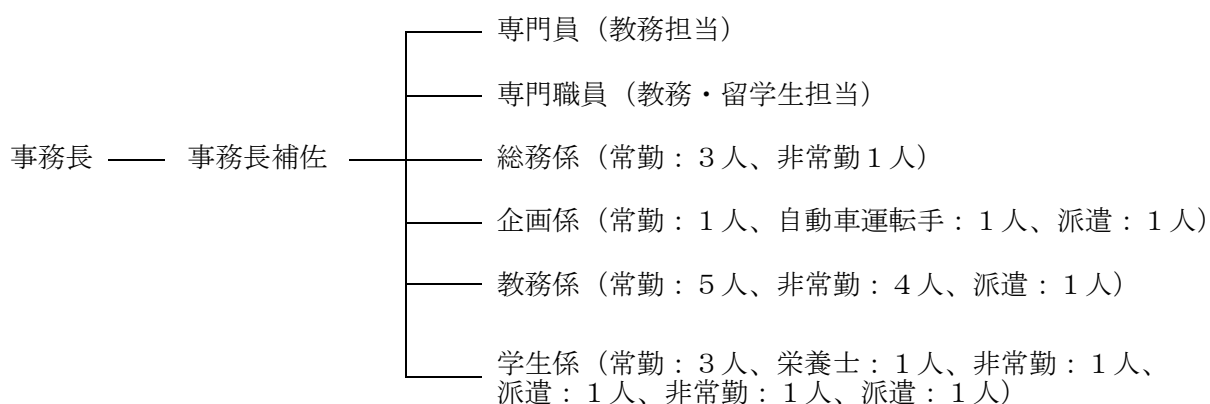 専門員（教務担当）
専門職員（教務・留学生担当）
事務長 事務長補佐 総務係（常勤：３人、非常勤１人）
企画係（常勤：１人、自動車運転手：１人、派遣：１人）
教務係（常勤：５人、非常勤：４人、派遣：１人）
学生係（常勤：３人、栄養士：１人、非常勤：１人、
派遣：１人、非常勤：１人、派遣：１人）